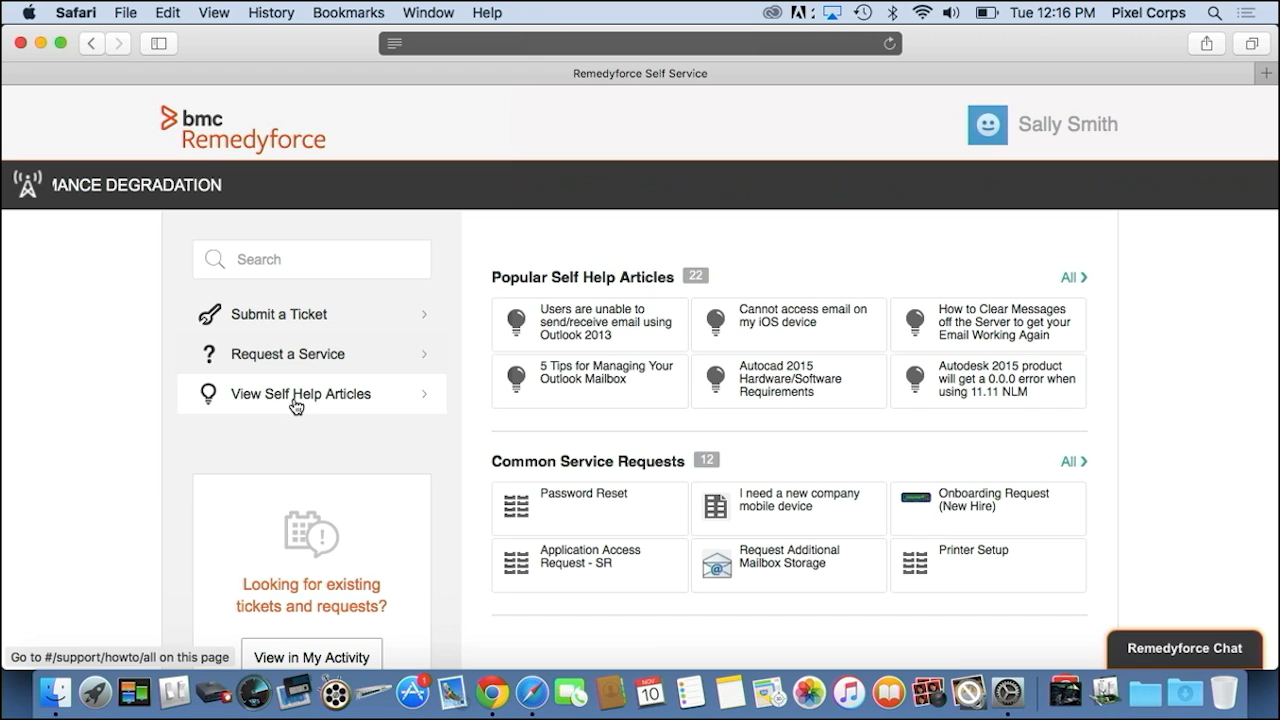 Safari File Edit View History Bookmarks Window Help Tue 12:16 PM Pixel Corps
Remedyforce Self Service
bmc
Remedyforce
Sally Smith
MANCE DEGRADATION
Search
Submit a Ticket
Request a Service
View Self Help Articles
Looking for existing
tickets and requests?
View in My Activity
Go to #/support/howto/all on this page
Popular Self Help Articles 22 All
Users are unable to
send/receive email using
Outlook 2013
Cannot access email on
my iOS device
How to Clear Messages
off the Server to get your
Email Working Again
5 Tips for Managing Your
Outlook Mailbox
Autocad 2015
Hardware/Software
Requirements
Autodesk 2015 product
will get a 0.0.0 error when
using 11.11 NLM
Common Service Requests 12 All
Password Reset
I need a new company
mobile device
Onboarding Request
(New Hire)
Application Access
Request - SR
Request Additional
Mailbox Storage
Printer Setup
Remedyforce Chat
NOV
10
1